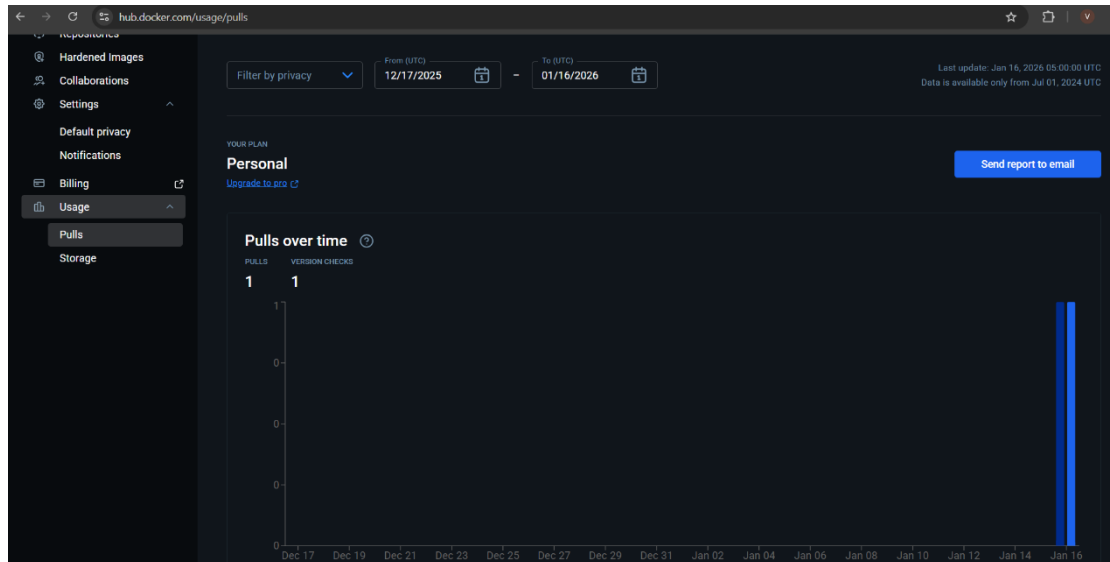 hub.docker.com/usage/pulls
V
Repositories
Hardened Images
Collaborations
Settings
Default privacy
Notifications
Billing
Usage
Pulls
Storage
Filter by privacy
From (UTC)
12/17/2025
–
To (UTC)
01/16/2026
Last update: Jan 16, 2026 05:00:00 UTC
Data is available only from Jul 01, 2024 UTC
YOUR PLAN
Personal
Upgrade to pro
Send report to email
Pulls over time
PULLS VERSION CHECKS
1 1
1
0
0
0
0
Dec 17 Dec 19 Dec 21 Dec 23 Dec 25 Dec 27 Dec 29 Dec 31 Jan 02 Jan 04 Jan 06 Jan 08 Jan 10 Jan 12 Jan 14 Jan 16